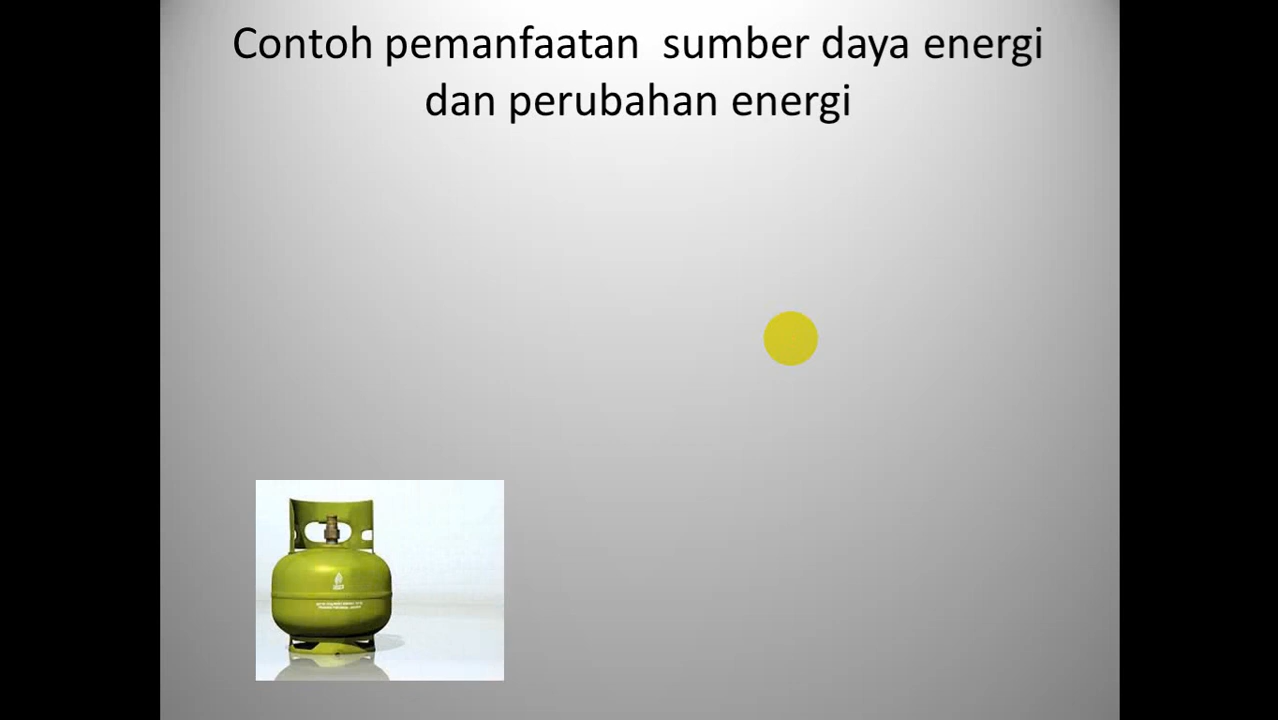 Contoh pemanfaatan  sumber daya energi
dan perubahan energi